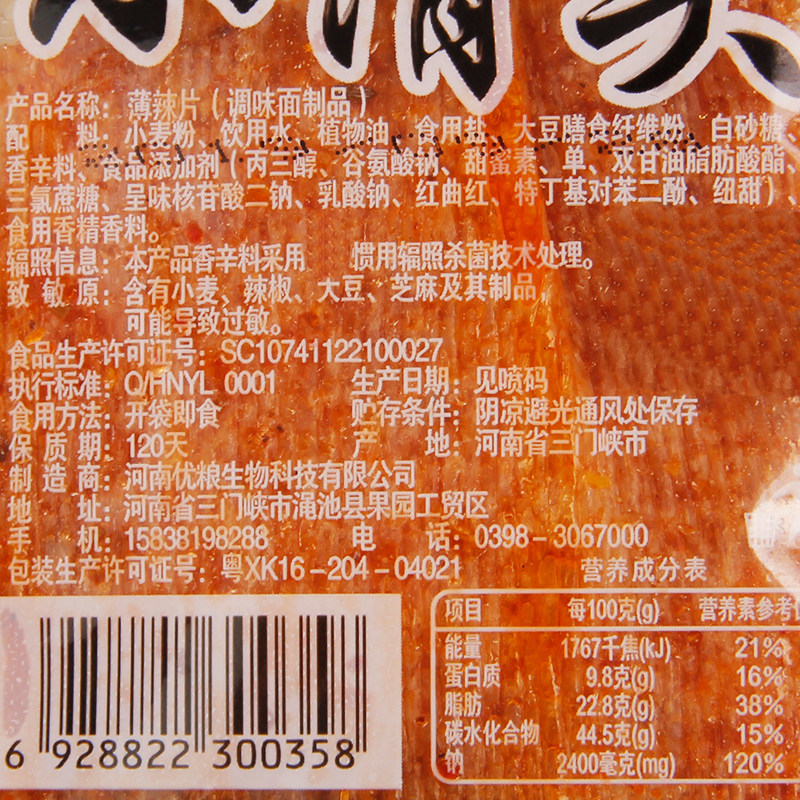 产品名称：薄辣片（调味面制品）
配 料：小麦粉、饮用水、植物油、食用盐、大豆膳食纤维粉、白砂糖、
香辛料、食品添加剂（丙三醇、谷氨酸钠、甜蜜素、单、双甘油脂肪酸酯、
三氯蔗糖、呈味核苷酸二钠、乳酸钠、红曲红、特丁基对苯二酚、纽甜）、
食用香精香料。
辐照信息：本产品香辛料采用 惯用辐照杀菌技术处理。
致 敏 原：含有小麦、辣椒、大豆、芝麻及其制品，
可能导致过敏。
食品生产许可证号：SC10741122100027
执行标准：Q/HNYL 0001 生产日期：见喷码
食用方法：开袋即食 贮存条件：阴凉避光通风处保存
保 质 期：120天 产 地：河南省三门峡市
制 造 商：河南优粮生物科技有限公司
地 址：河南省三门峡市渑池县果园工贸区
手 机：15838198288 电 话：0398-3067000
包装生产许可证号：粤XK16-204-04021
营养成分表
项目 每100克(g) 营养素参考
能量 1767千焦(kJ) 21%
蛋白质 9.8克(g) 16%
脂肪 22.8克(g) 38%
碳水化合物 44.5克(g) 15%
钠 2400毫克(mg) 120%
6 928822 300358